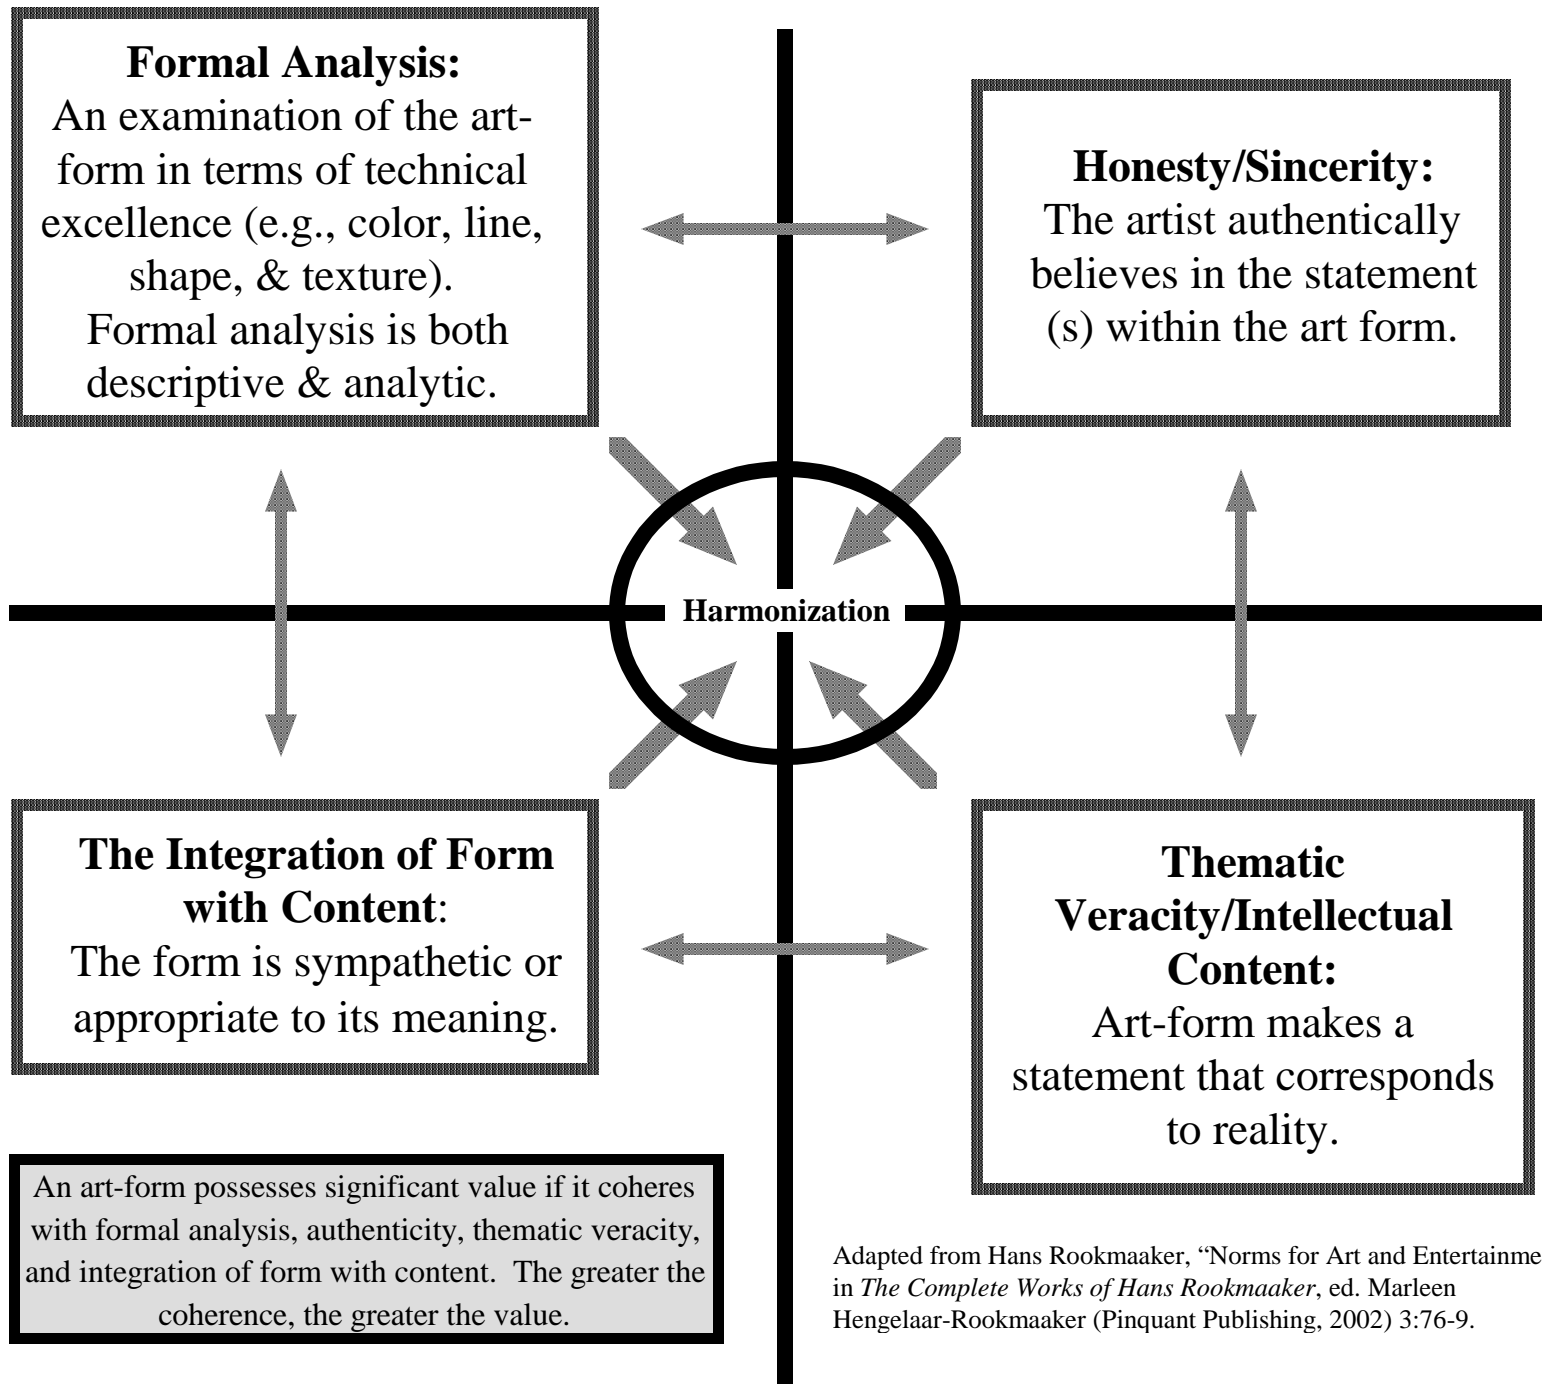 Formal Analysis:
An examination of the art-
form in terms of technical
excellence (e.g., color, line,
shape, & texture).
Formal analysis is both
descriptive & analytic.
Honesty/Sincerity:
The artist authentically
believes in the statement
(s) within the art form.
Harmonization
The Integration of Form
with Content:
The form is sympathetic or
appropriate to its meaning.
Thematic
Veracity/Intellectual
Content:
Art-form makes a
statement that corresponds
to reality.
An art-form possesses significant value if it coheres
with formal analysis, authenticity, thematic veracity,
and integration of form with content.  The greater the
coherence, the greater the value.
Adapted from Hans Rookmaaker, “Norms for Art and Entertainme
in The Complete Works of Hans Rookmaaker, ed. Marleen
Hengelaar-Rookmaaker (Pinquant Publishing, 2002) 3:76-9.